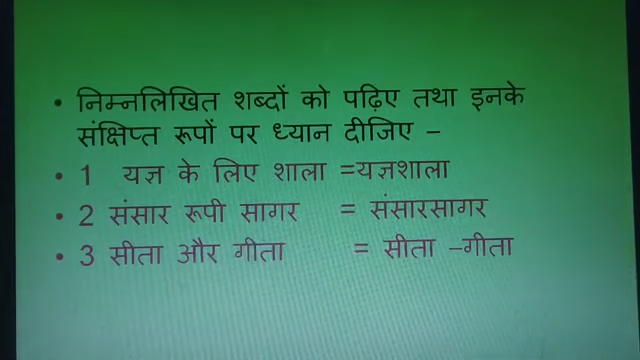 • निम्नलिखित शब्दों को पढ़िए तथा इनके
संक्षिप्त रूपों पर ध्यान दीजिए –
• 1 यज्ञ के लिए शाला =यज्ञशाला
• 2 संसार रूपी सागर = संसारसागर
• 3 सीता और गीता = सीता –गीता